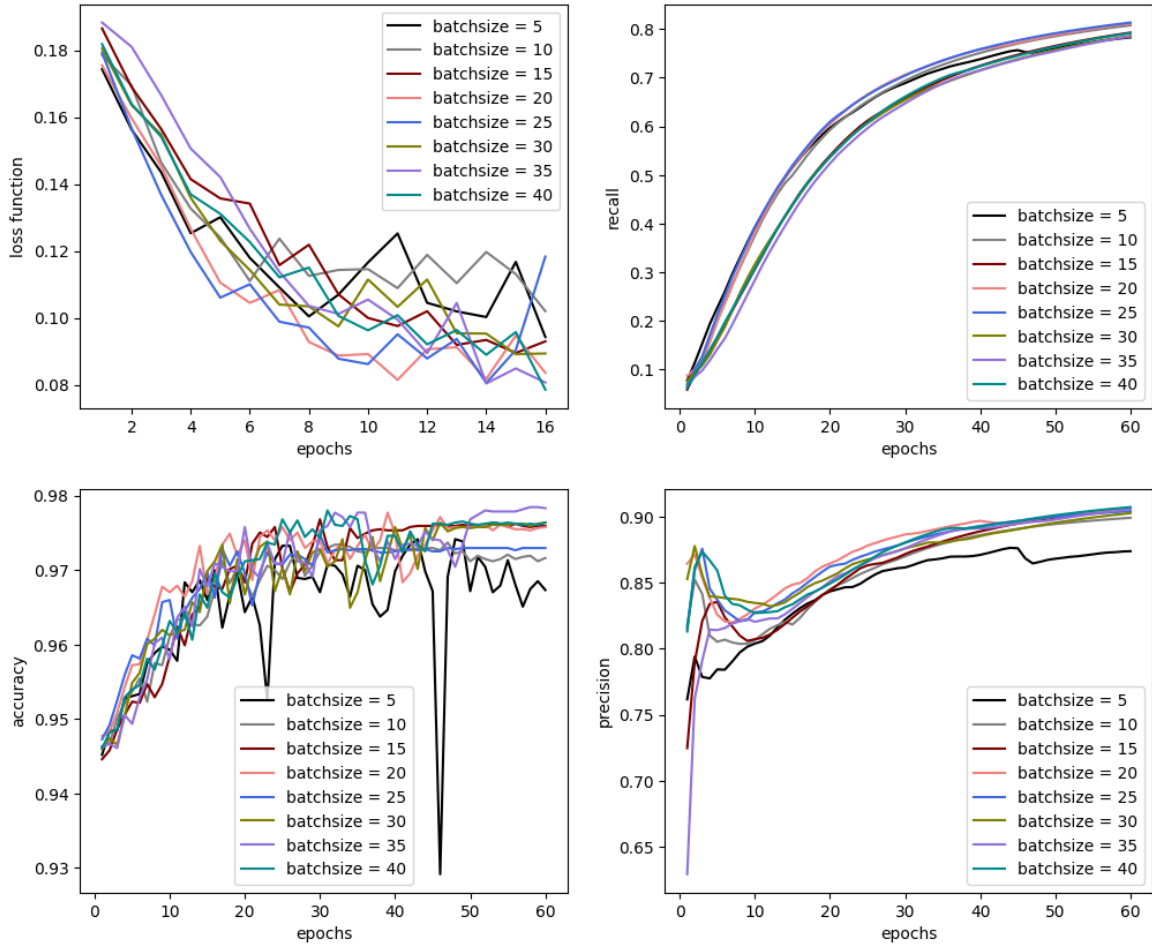 loss function
0.18
0.16
0.14
0.12
0.10
0.08
batchsize = 5
batchsize = 10
batchsize = 15
batchsize = 20
batchsize = 25
batchsize = 30
batchsize = 35
batchsize = 40
2 4 6 8 10 12 14 16
epochs
recall
0.8
0.7
0.6
0.5
0.4
0.3
0.2
0.1
batchsize = 5
batchsize = 10
batchsize = 15
batchsize = 20
batchsize = 25
batchsize = 30
batchsize = 35
batchsize = 40
0 10 20 30 40 50 60
epochs
accuracy
0.98
0.97
0.96
0.95
0.94
0.93
batchsize = 5
batchsize = 10
batchsize = 15
batchsize = 20
batchsize = 25
batchsize = 30
batchsize = 35
batchsize = 40
0 10 20 30 40 50 60
epochs
precision
0.90
0.85
0.80
0.75
0.70
0.65
batchsize = 5
batchsize = 10
batchsize = 15
batchsize = 20
batchsize = 25
batchsize = 30
batchsize = 35
batchsize = 40
0 10 20 30 40 50 60
epochs